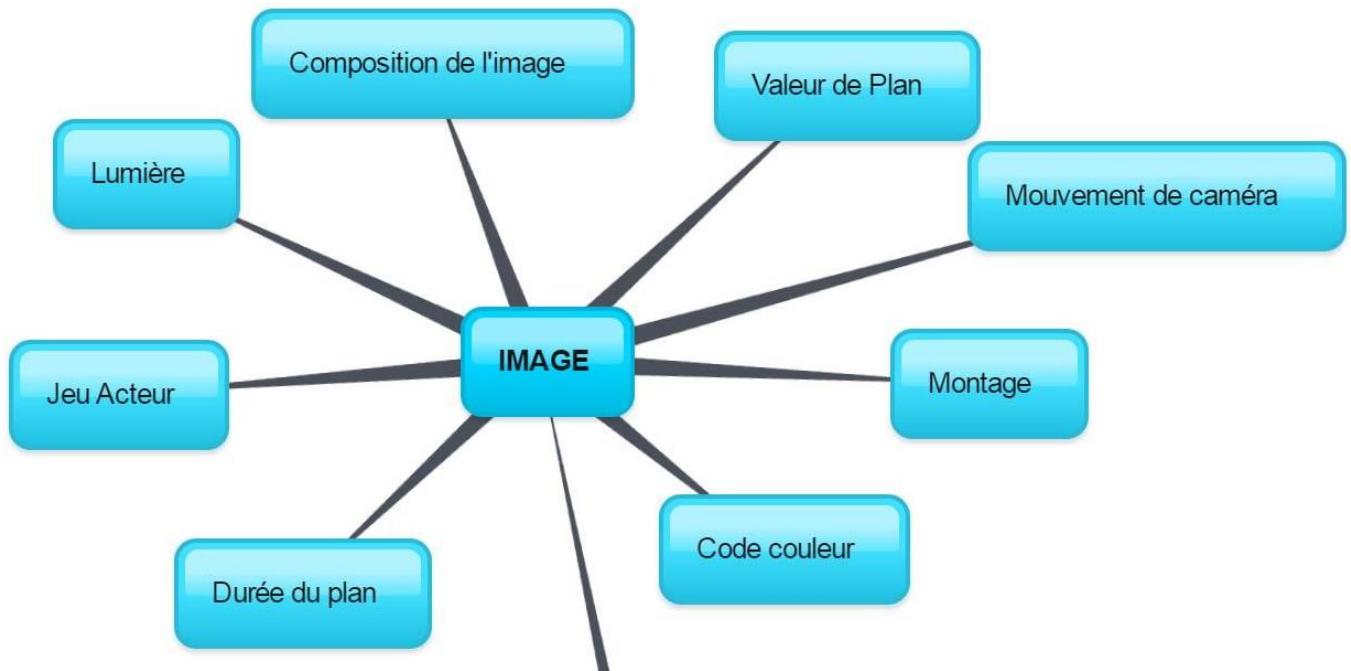 Composition de l'image
Valeur de Plan
Lumière
Mouvement de caméra
IMAGE
Jeu Acteur
Montage
Code couleur
Durée du plan